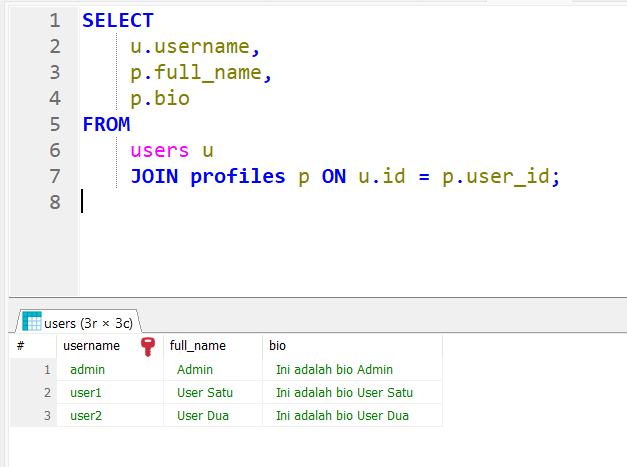 1 SELECT
2 u.username,
3 p.full_name,
4 p.bio
5 FROM
6 users u
7 JOIN profiles p ON u.id = p.user_id;
8
users (3r × 3c)
# username full_name bio
1 admin Admin Ini adalah bio Admin
2 user1 User Satu Ini adalah bio User Satu
3 user2 User Dua Ini adalah bio User Dua